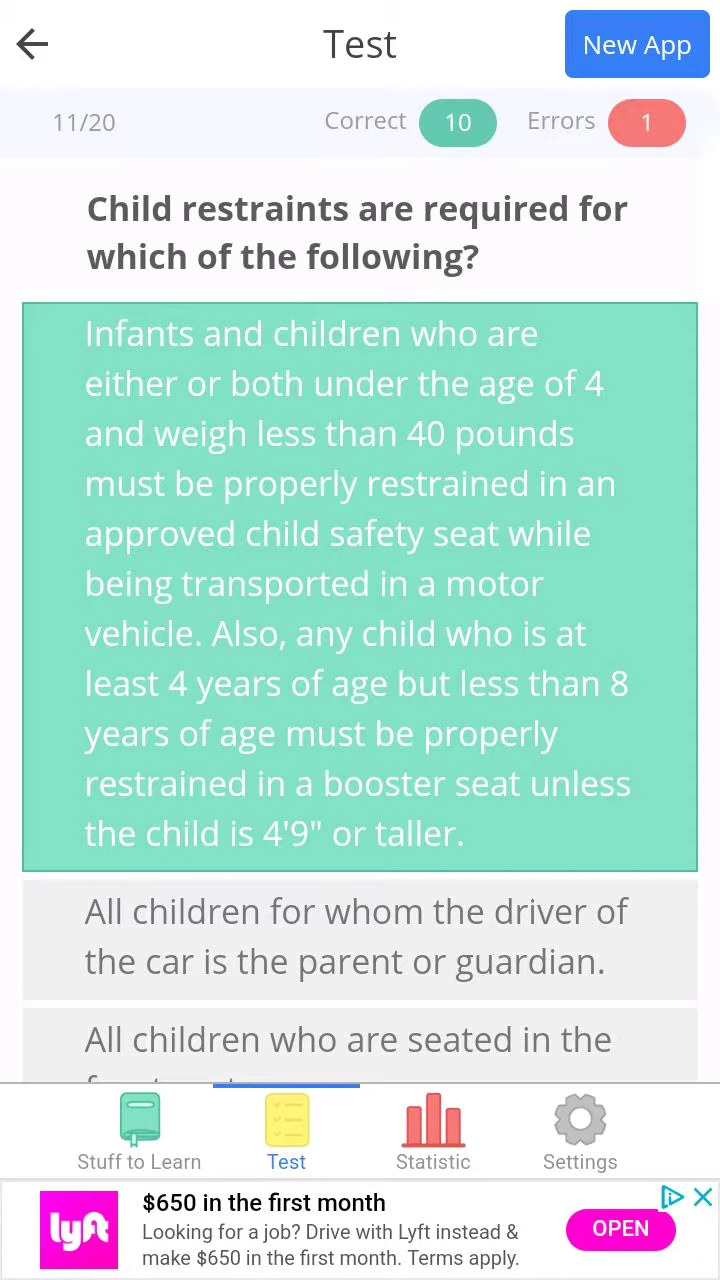 Test
New App
11/20
Correct 10 Errors 1
Child restraints are required for
which of the following?
Infants and children who are
either or both under the age of 4
and weigh less than 40 pounds
must be properly restrained in an
approved child safety seat while
being transported in a motor
vehicle. Also, any child who is at
least 4 years of age but less than 8
years of age must be properly
restrained in a booster seat unless
the child is 4'9" or taller.
All children for whom the driver of
the car is the parent or guardian.
All children who are seated in the
Stuff to Learn
Test
Statistic
Settings
lyft
$650 in the first month
Looking for a job? Drive with Lyft instead &
make $650 in the first month. Terms apply.
OPEN